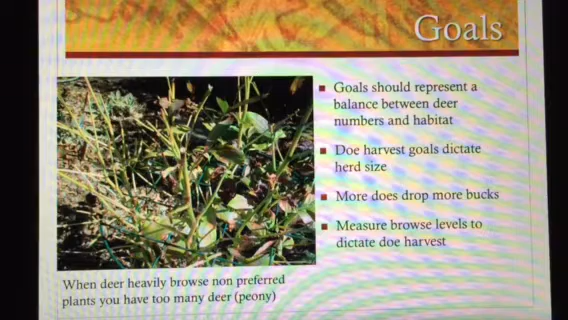 Goals
Goals should represent a
balance between deer
numbers and habitat
Doe harvest goals dictate
herd size
More does drop more bucks
Measure browse levels to
dictate doe harvest
When deer heavily browse non preferred
plants you have too many deer (peony)